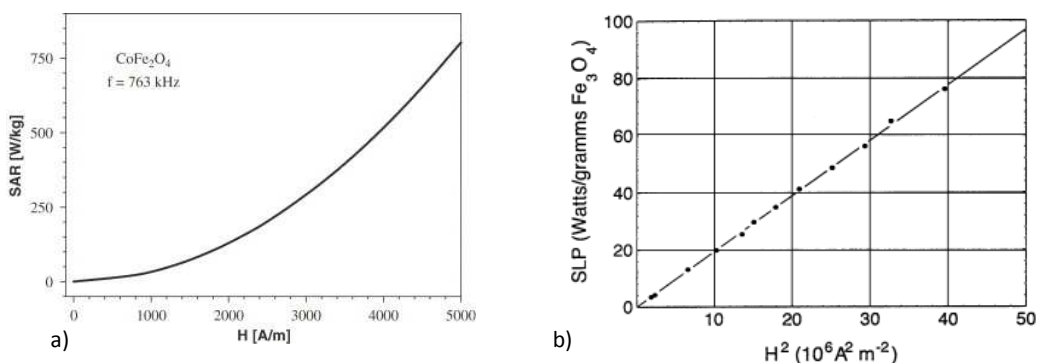 CoFe₂O₄
f = 763 kHz
SAR [W/kg]
750
500
250
0
0 1000 2000 3000 4000 5000
H [A/m]
a)
SLP (Watts/gramms Fe₃O₄)
100
80
60
40
20
0
10 20 30 40 50
H² (10⁶A² m⁻²)
b)